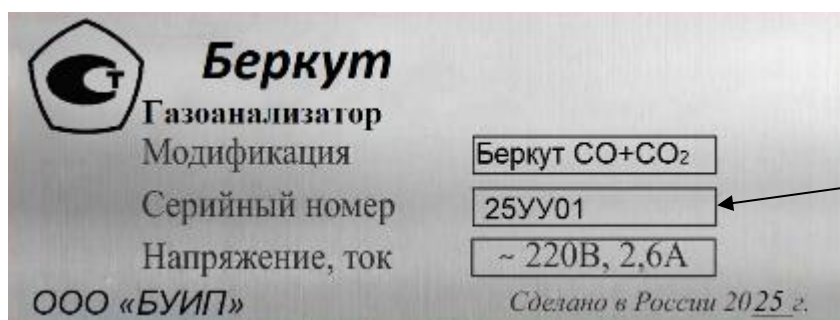 Беркут
Газоанализатор
Модификация Беркут CO+CO₂
Серийный номер 25УУ01
Напряжение, ток ~ 220В, 2,6А
ООО «БУИП» Сделано в России 2025 г.